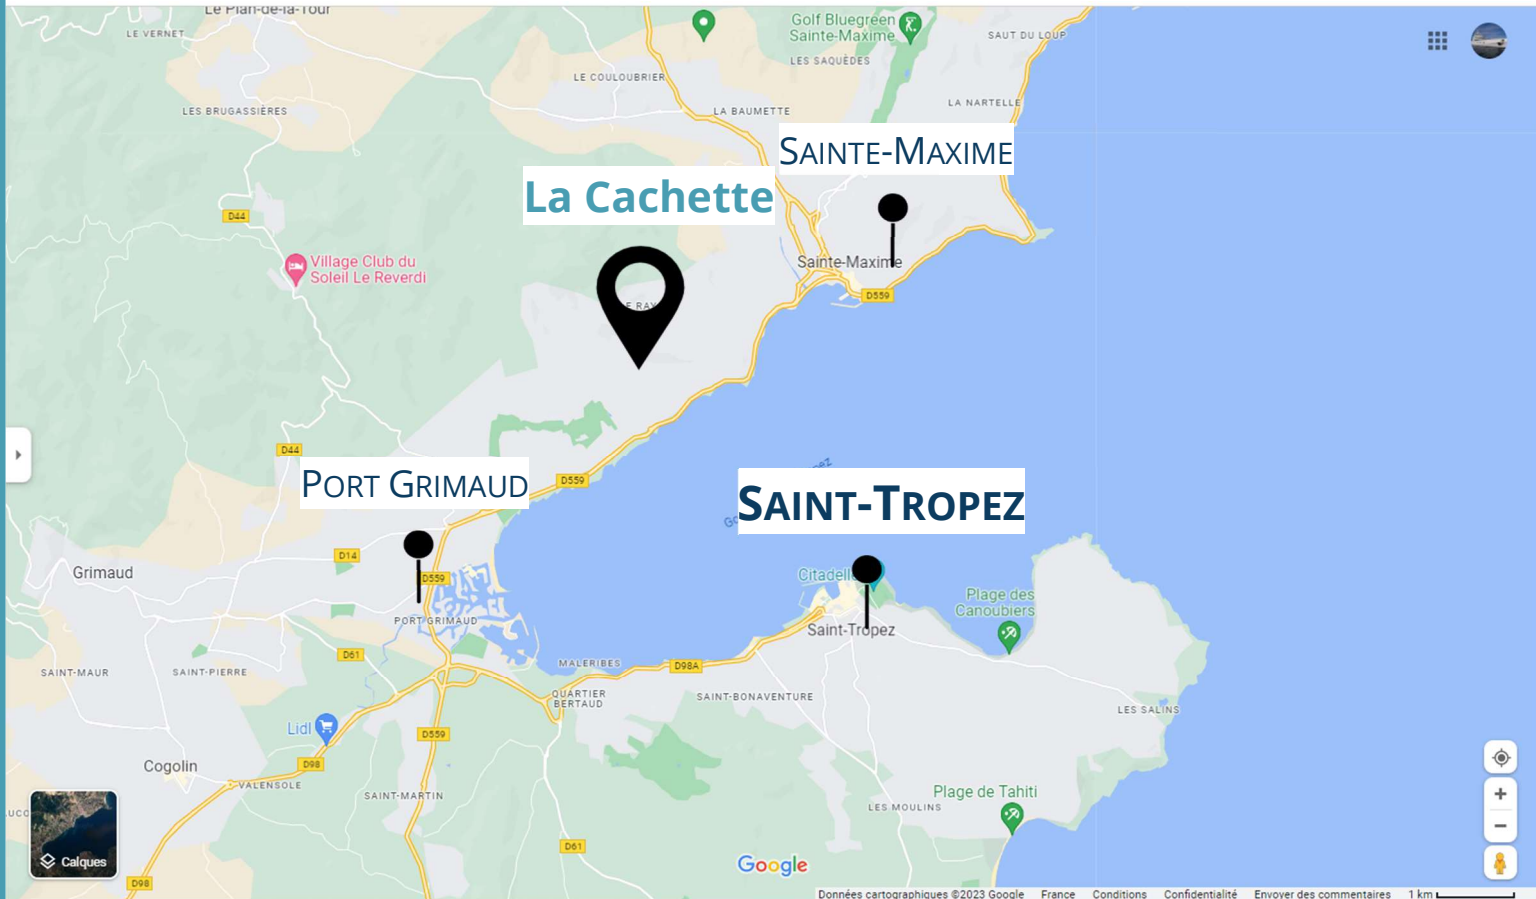 Le Plan-de-la-Tour
LE VERNET
Golf Bluegreen
Sainte-Maxime
SAUT DU LOUP
LES SAQUÈDES
LE COULOUBRIER
LES BRUGASSIÈRES
LA BAUMETTE
LA NARTELLE
SAINTE-MAXIME
La Cachette
D44
Village Club du
Soleil Le Reverdi
Sainte-Maxime
D559
D44
PORT GRIMAUD
D559
SAINT-TROPEZ
D14
Grimaud
D559
Plage des
Canoubiers
PORT GRIMAUD
Saint-Tropez
D61
SAINT-MAUR
SAINT-PIERRE
MALERIBES
D98A
QUARTIER
BERTAUD
SAINT-BONAVENTURE
LES SALINS
Lidl
D559
D98
Cogolin
VALENSOLE
SAINT-MARTIN
Plage de Tahiti
LES MOULINS
D61
Calques
Google
D98
Données cartographiques ©2023 Google France Conditions Confidentialité Envoyer des commentaires 1 km